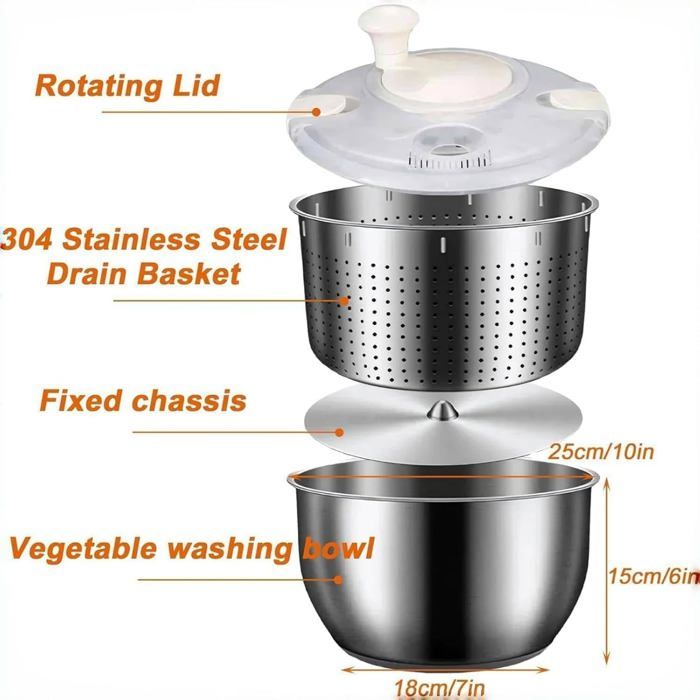 Rotating Lid
304 Stainless Steel
Drain Basket
Fixed chassis
25cm/10in
Vegetable washing bowl
15cm/6in
18cm/7in